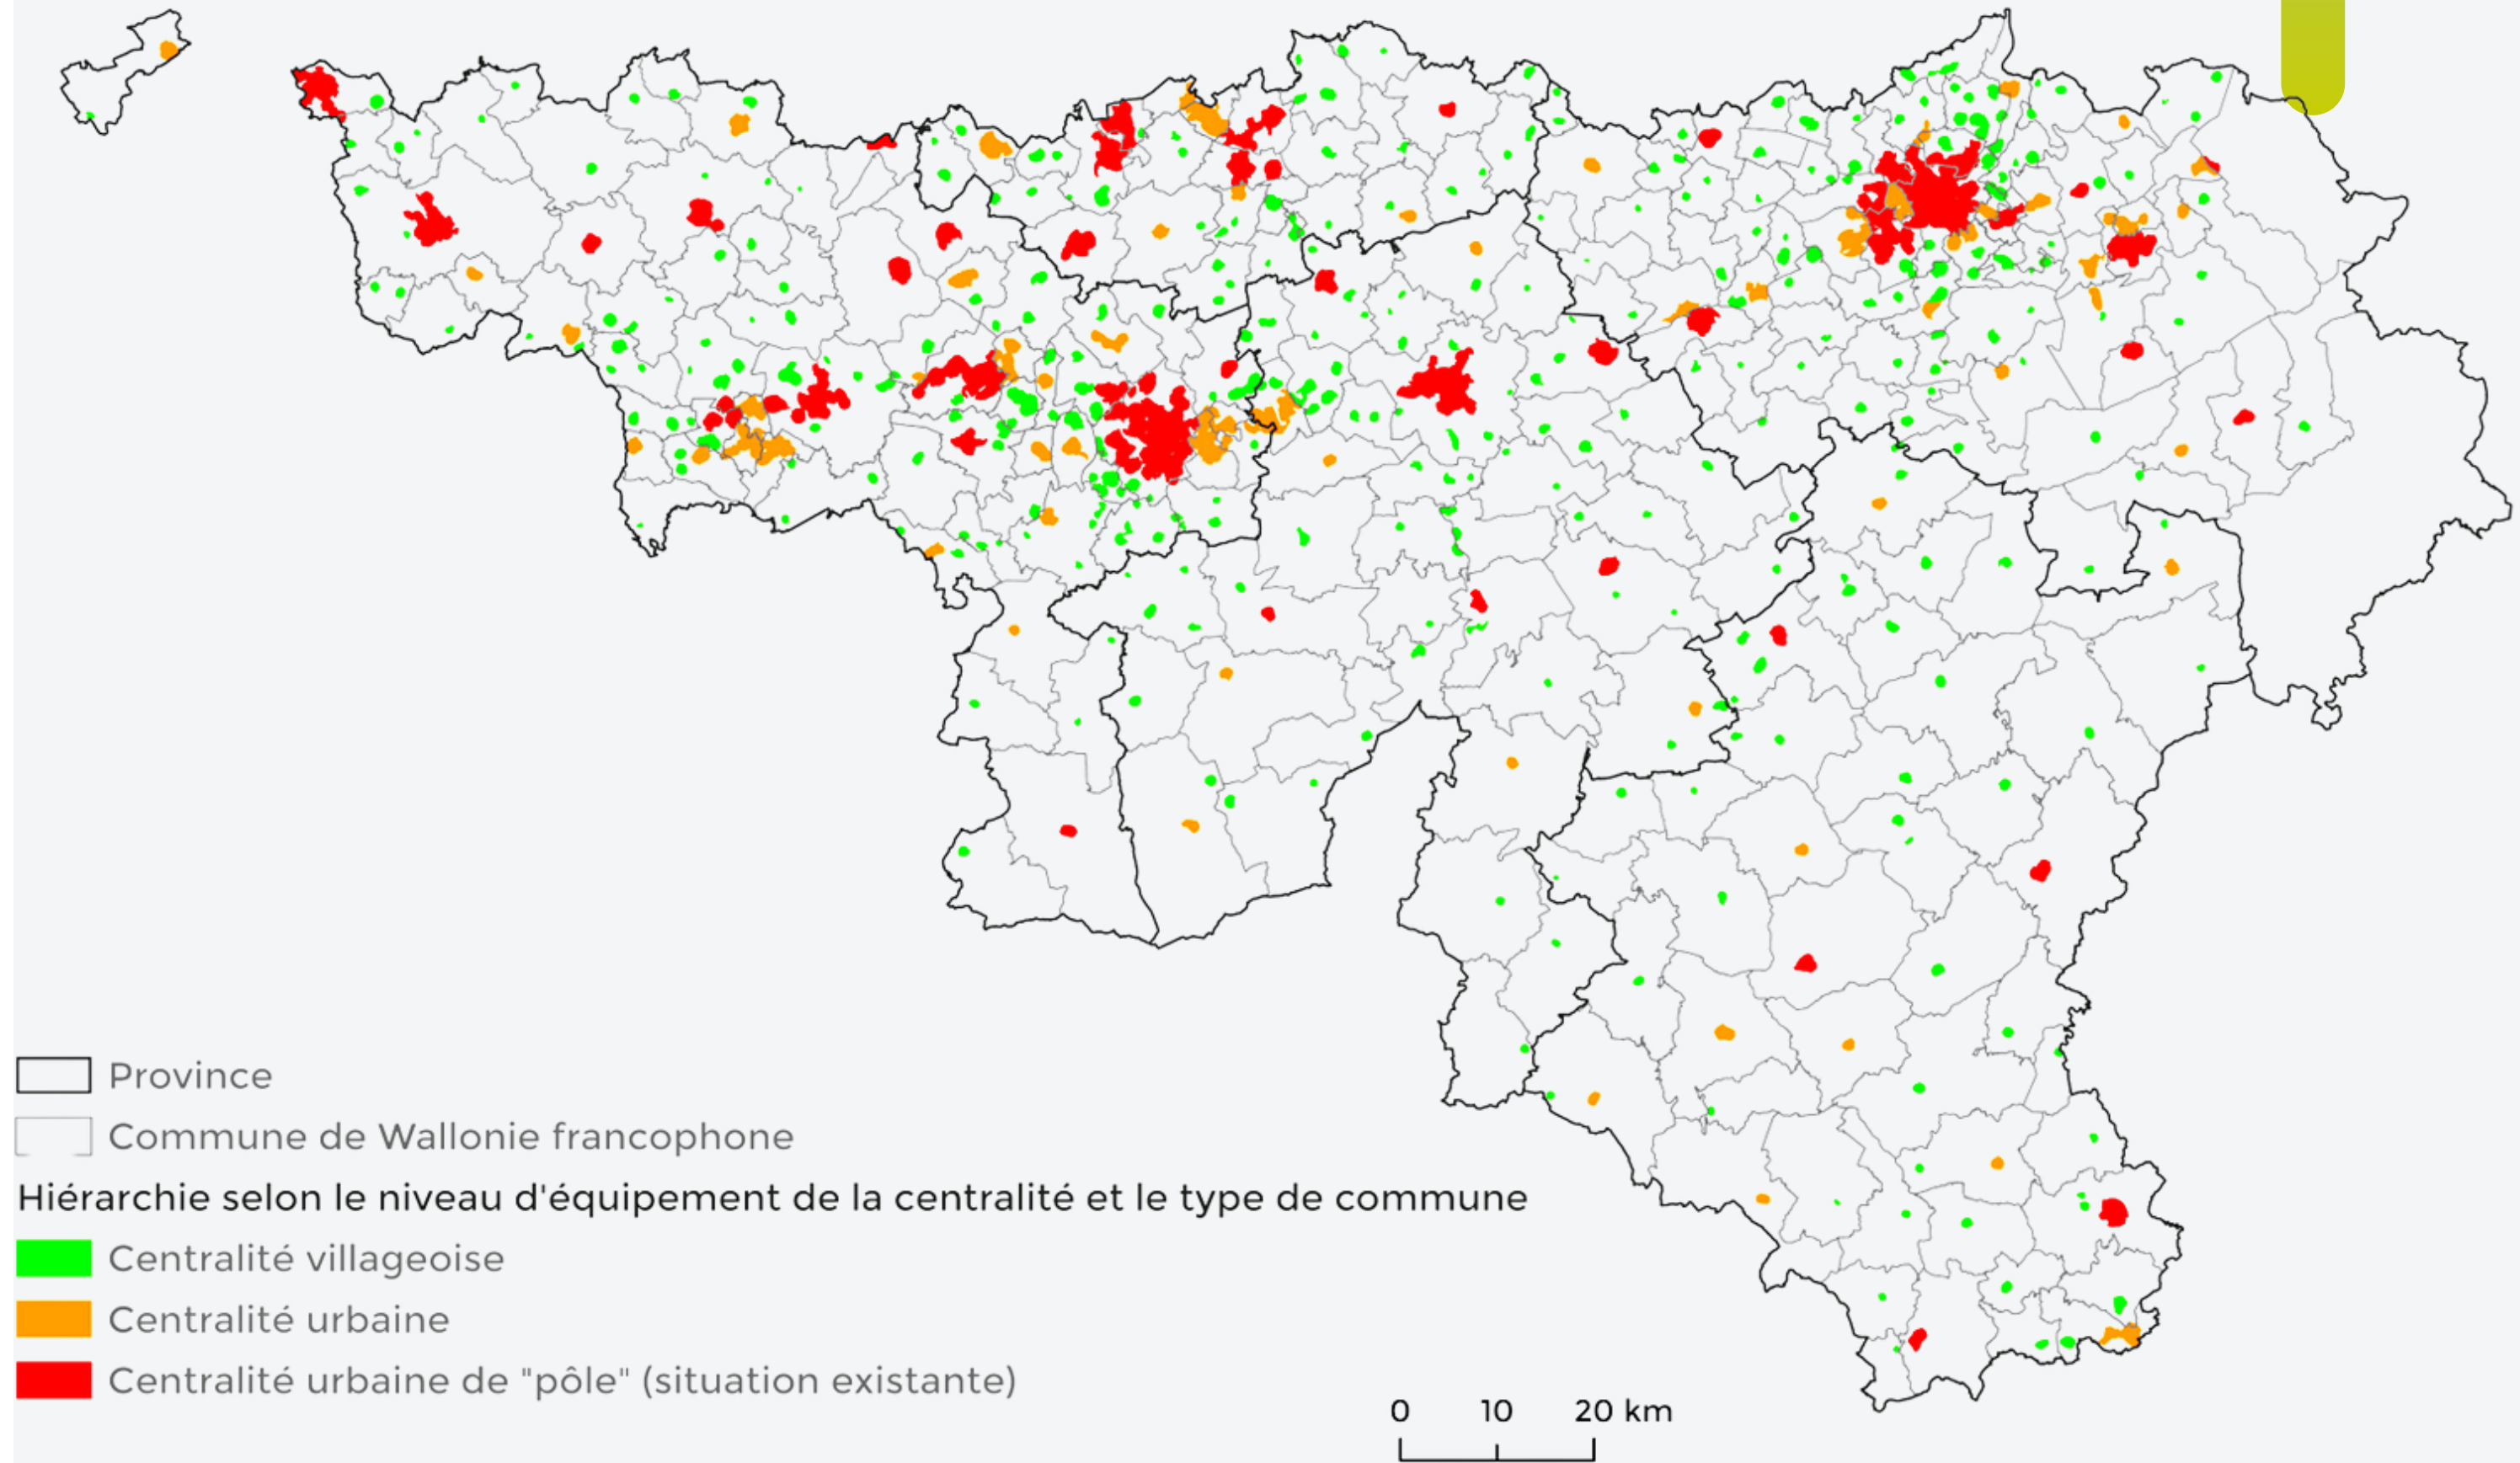 Province
Commune de Wallonie francophone
Hiérarchie selon le niveau d'équipement de la centralité et le type de commune
Centralité villageoise
Centralité urbaine
Centralité urbaine de "pôle" (situation existante)
0 10 20 km